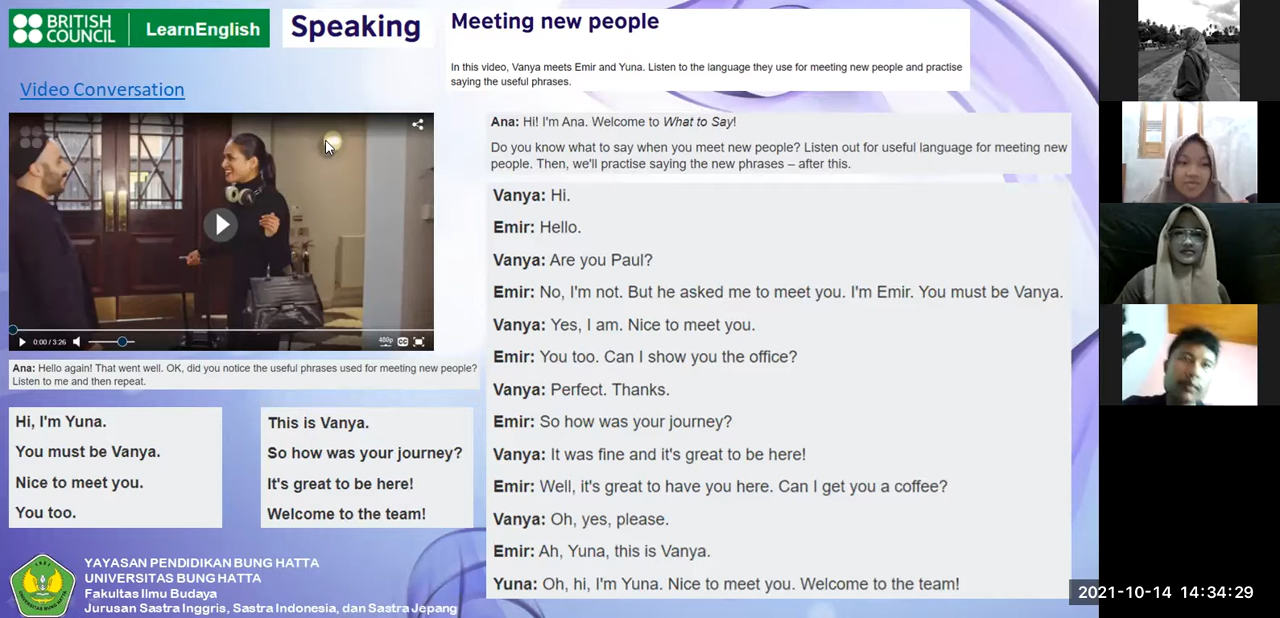 BRITISH
COUNCIL
LearnEnglish
Speaking
Meeting new people
In this video, Vanya meets Emir and Yuna. Listen to the language they use for meeting new people and practise
saying the useful phrases.
Video Conversation
0:00 / 3:26
480p
CC
Ana: Hello again! That went well. OK, did you notice the useful phrases used for meeting new people?
Listen to me and then repeat.
Hi, I'm Yuna.
You must be Vanya.
Nice to meet you.
You too.
This is Vanya.
So how was your journey?
It's great to be here!
Welcome to the team!
Ana: Hi! I'm Ana. Welcome to What to Say!
Do you know what to say when you meet new people? Listen out for useful language for meeting new
people. Then, we'll practise saying the new phrases – after this.
Vanya: Hi.
Emir: Hello.
Vanya: Are you Paul?
Emir: No, I'm not. But he asked me to meet you. I'm Emir. You must be Vanya.
Vanya: Yes, I am. Nice to meet you.
Emir: You too. Can I show you the office?
Vanya: Perfect. Thanks.
Emir: So how was your journey?
Vanya: It was fine and it's great to be here!
Emir: Well, it's great to have you here. Can I get you a coffee?
Vanya: Oh, yes, please.
Emir: Ah, Yuna, this is Vanya.
Yuna: Oh, hi, I'm Yuna. Nice to meet you. Welcome to the team!
YAYASAN PENDIDIKAN BUNG HATTA
UNIVERSITAS BUNG HATTA
Fakultas Ilmu Budaya
Jurusan Sastra Inggris, Sastra Indonesia, dan Sastra Jepang
2021-10-14 14:34:29